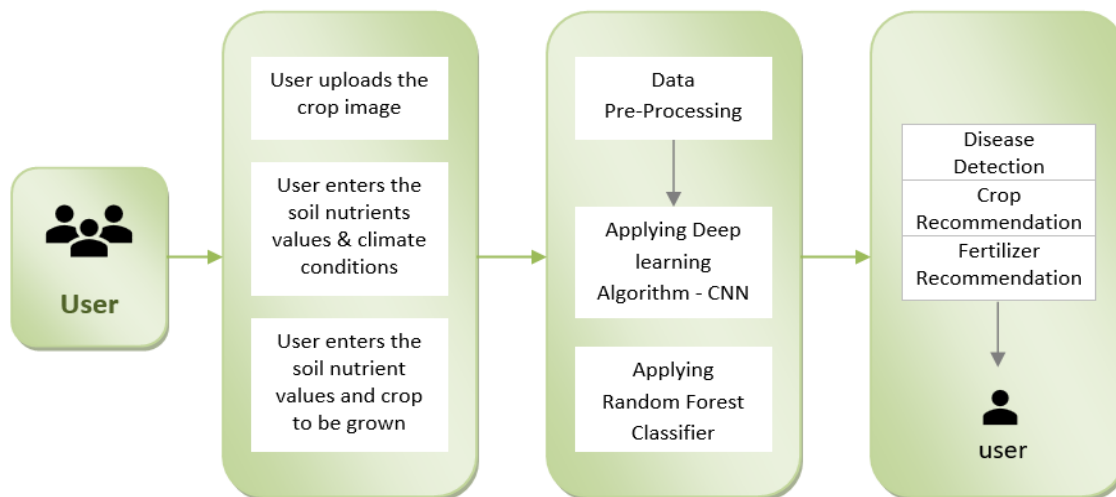 User
User uploads the
crop image
User enters the
soil nutrients
values & climate
conditions
User enters the
soil nutrient
values and crop
to be grown
Data
Pre-Processing
Applying Deep
learning
Algorithm - CNN
Applying
Random Forest
Classifier
Disease
Detection
Crop
Recommendation
Fertilizer
Recommendation
user